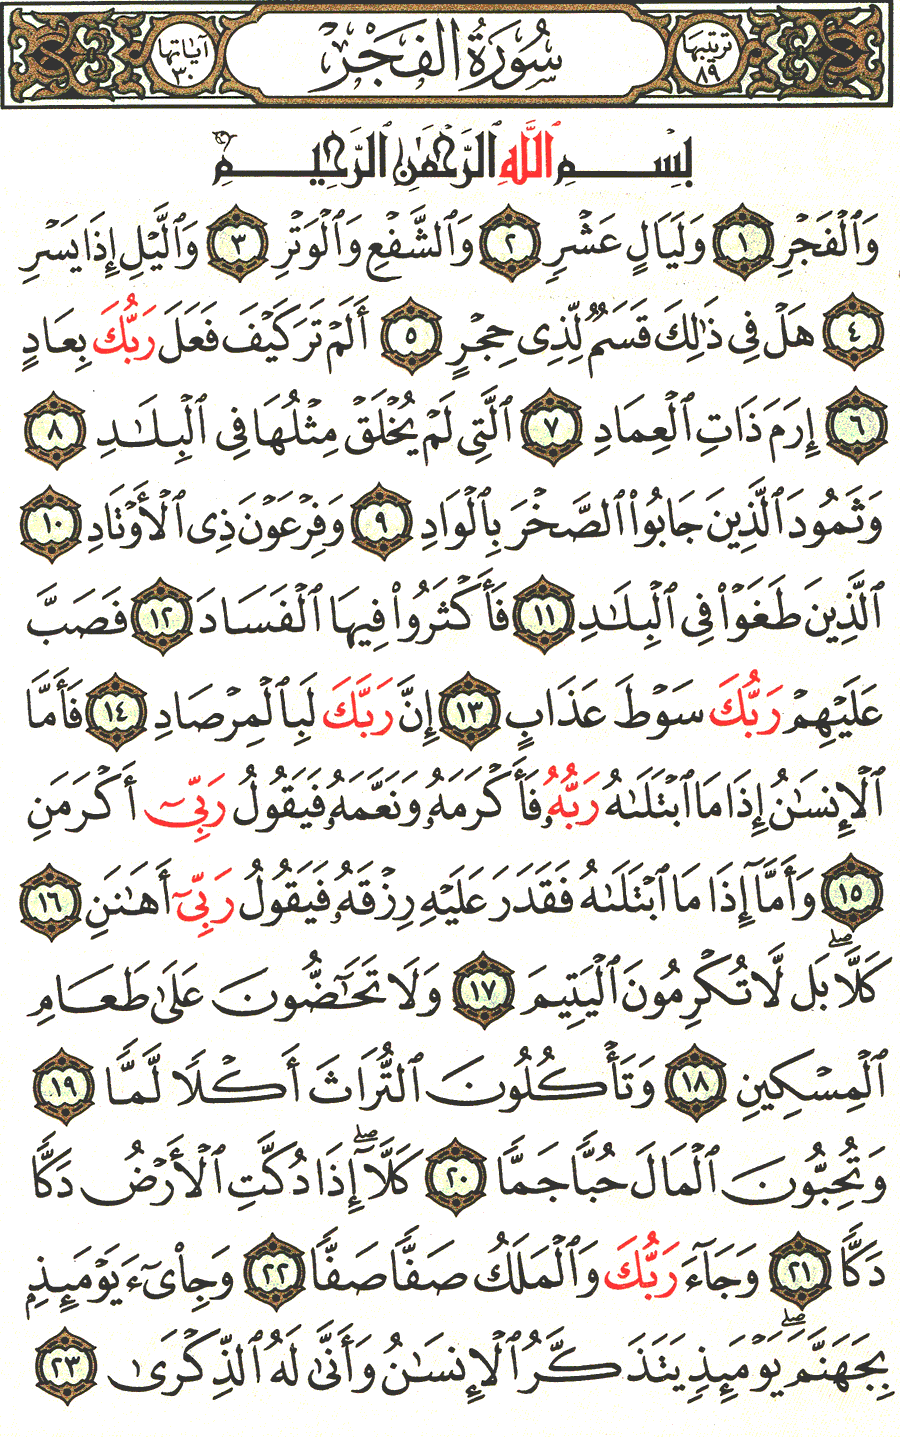 ترتيبها ٨٩ سُورَةُ الفَجْرِ آيَاتها ٣٠
بِسْمِ ٱللَّهِ ٱلرَّحْمَٰنِ ٱلرَّحِيمِ
وَٱلْفَجْرِ ١ وَلَيَالٍ عَشْرٍ ٢ وَٱلشَّفْعِ وَٱلْوَتْرِ ٣ وَٱلَّيْلِ إِذَا يَسْرِ
٤ هَلْ فِى ذَٰلِكَ قَسَمٌ لِّذِى حِجْرٍ ٥ أَلَمْ تَرَ كَيْفَ فَعَلَ رَبُّكَ بِعَادٍ
٦ إِرَمَ ذَاتِ ٱلْعِمَادِ ٧ ٱلَّتِى لَمْ يُخْلَقْ مِثْلُهَا فِى ٱلْبِلَٰدِ ٨
وَثَمُودَ ٱلَّذِينَ جَابُوا۟ ٱلصَّخْرَ بِٱلْوَادِ ٩ وَفِرْعَوْنَ ذِى ٱلْأَوْتَادِ ١٠
ٱلَّذِينَ طَغَوْا۟ فِى ٱلْبِلَٰدِ ١١ فَأَكْثَرُوا۟ فِيهَا ٱلْفَسَادَ ١٢ فَصَبَّ
عَلَيْهِمْ رَبُّكَ سَوْطَ عَذَابٍ ١٣ إِنَّ رَبَّكَ لَبِٱلْمِرْصَادِ ١٤ فَأَمَّا
ٱلْإِنسَٰنُ إِذَا مَا ٱبْتَلَىٰهُ رَبُّهُۥ فَأَكْرَمَهُۥ وَنَعَّمَهُۥ فَيَقُولُ رَبِّىٓ أَكْرَمَنِ
١٥ وَأَمَّآ إِذَا مَا ٱبْتَلَىٰهُ فَقَدَرَ عَلَيْهِ رِزْقَهُۥ فَيَقُولُ رَبِّىٓ أَهَٰنَنِ ١٦
كَلَّا ۖ بَل لَّا تُكْرِمُونَ ٱلْيَتِيمَ ١٧ وَلَا تَحَٰٓضُّونَ عَلَىٰ طَعَامِ
ٱلْمِسْكِينِ ١٨ وَتَأْكُلُونَ ٱلتُّرَاثَ أَكْلًا لَّمًّا ١٩
وَتُحِبُّونَ ٱلْمَالَ حُبًّا جَمًّا ٢٠ كَلَّآ ۖ إِذَا دُكَّتِ ٱلْأَرْضُ دَكًّا
دَكًّا ٢١ وَجَآءَ رَبُّكَ وَٱلْمَلَكُ صَفًّا صَفًّا ٢٢ وَجِا۟ىٓءَ يَوْمَئِذٍۭ
بِجَهَنَّمَ ۖ يَوْمَئِذٍ يَتَذَكَّرُ ٱلْإِنسَٰنُ وَأَنَّىٰ لَهُ ٱلذِّكْرَىٰ ٢٣